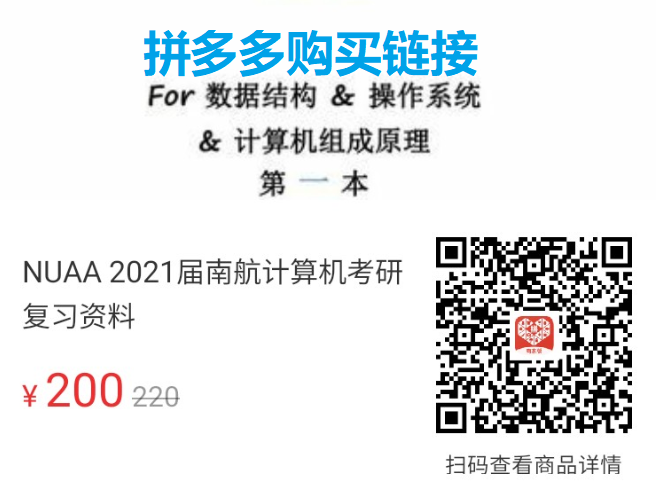 拼多多购买链接
For 数据结构 & 操作系统
& 计算机组成原理
第 一 本
NUAA 2021届南航计算机考研
复习资料
¥ 200 220
扫码查看商品详情